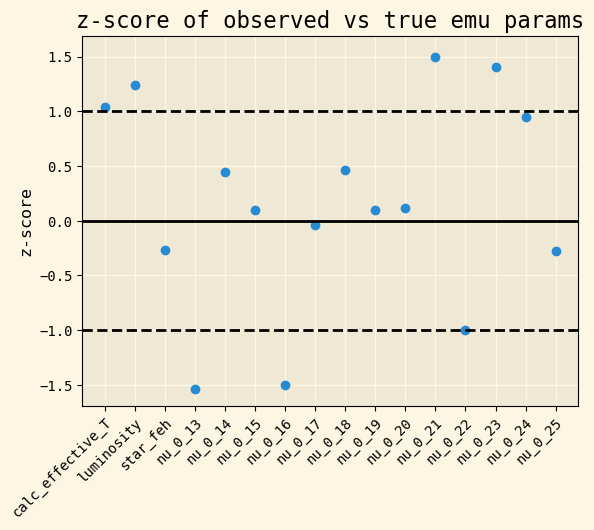 z-score of observed vs true emu params
z-score
1.5
1.0
0.5
0.0
−0.5
−1.0
−1.5
calc_effective_T
luminosity
star_feh
nu_0_13
nu_0_14
nu_0_15
nu_0_16
nu_0_17
nu_0_18
nu_0_19
nu_0_20
nu_0_21
nu_0_22
nu_0_23
nu_0_24
nu_0_25